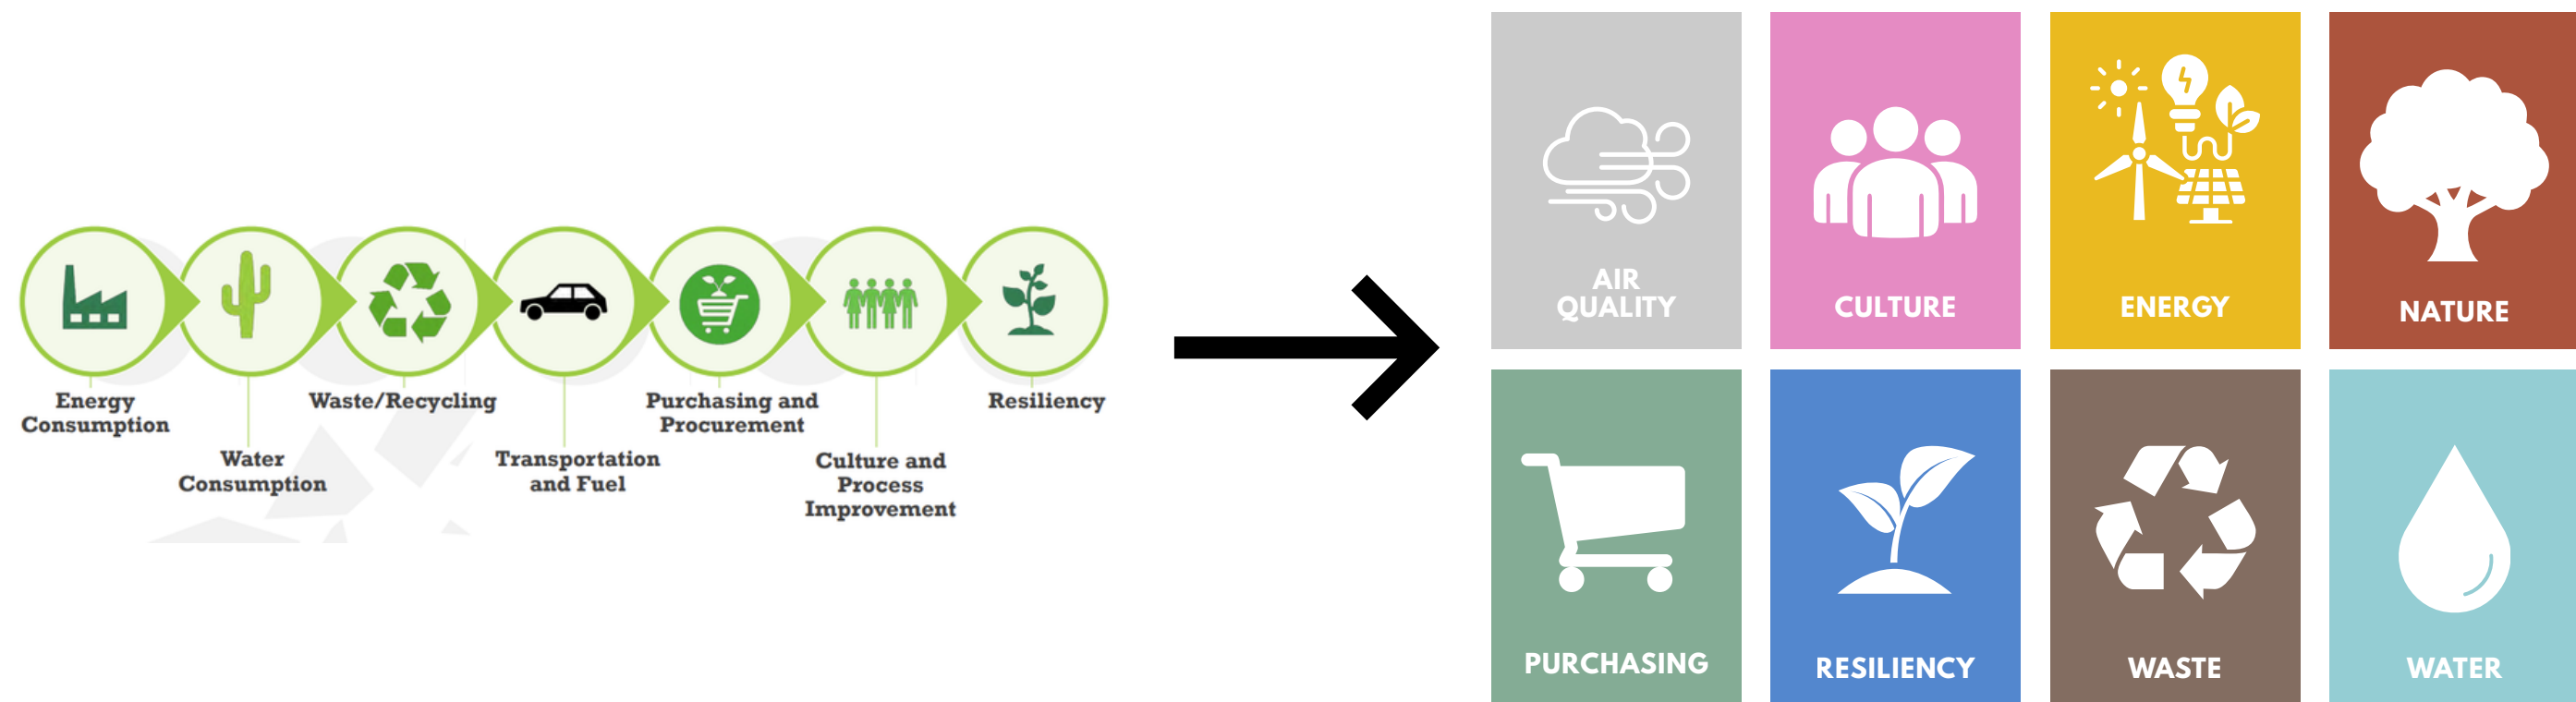 Energy
Consumption
Water
Consumption
Waste/Recycling
Transportation
and Fuel
Purchasing and
Procurement
Culture and
Process
Improvement
Resiliency
AIR
QUALITY
CULTURE
ENERGY
NATURE
PURCHASING
RESILIENCY
WASTE
WATER